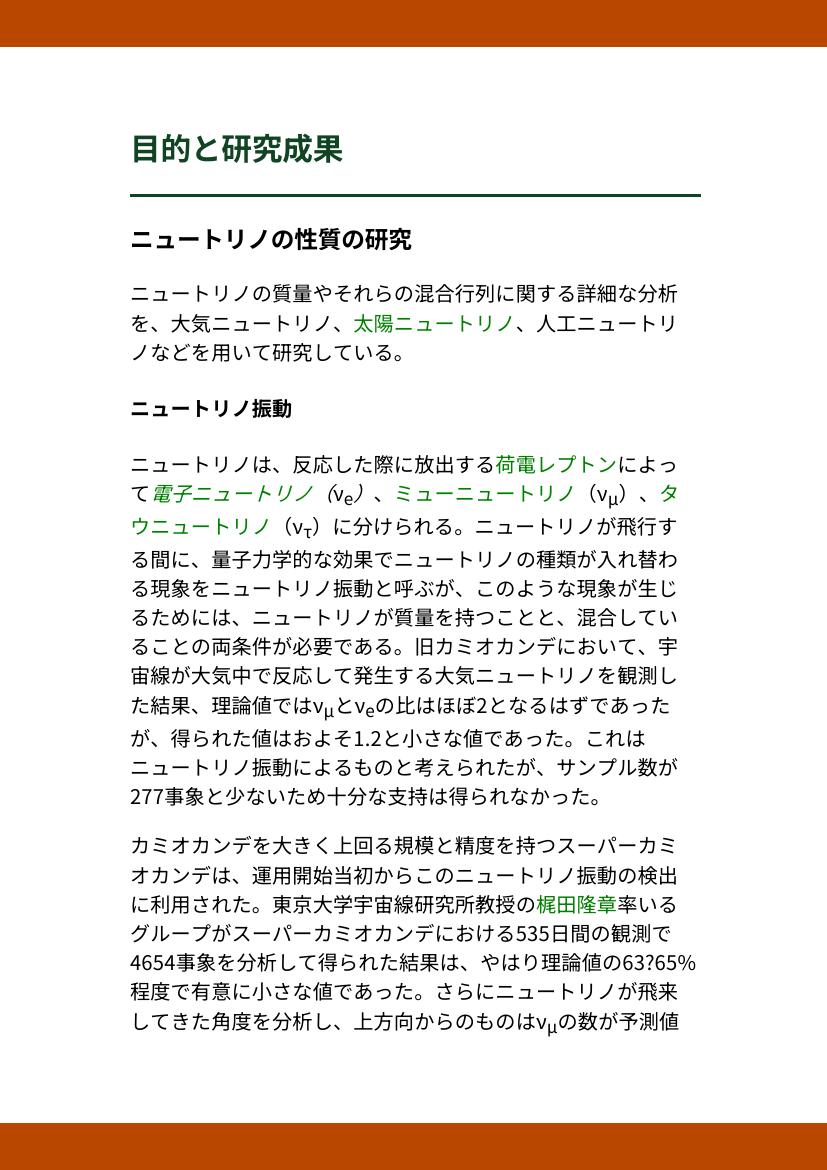 目的と研究成果
ニュートリノの性質の研究
ニュートリノの質量やそれらの混合行列に関する詳細な分析
を、大気ニュートリノ、太陽ニュートリノ、人工ニュートリ
ノなどを用いて研究している。
ニュートリノ振動
ニュートリノは、反応した際に放出する荷電レプトンによっ
て電子ニュートリノ（νe）、ミューニュートリノ（νμ）、タ
ウニュートリノ（ντ）に分けられる。ニュートリノが飛行す
る間に、量子力学的な効果でニュートリノの種類が入れ替わ
る現象をニュートリノ振動と呼ぶが、このような現象が生じ
るためには、ニュートリノが質量を持つことと、混合してい
ることの両条件が必要である。旧カミオカンデにおいて、宇
宙線が大気中で反応して発生する大気ニュートリノを観測し
た結果、理論値ではνμとνeの比はほぼ2となるはずであった
が、得られた値はおよそ1.2と小さな値であった。これは
ニュートリノ振動によるものと考えられたが、サンプル数が
277事象と少ないため十分な支持は得られなかった。
カミオカンデを大きく上回る規模と精度を持つスーパーカミ
オカンデは、運用開始当初からこのニュートリノ振動の検出
に利用された。東京大学宇宙線研究所教授の梶田隆章率いる
グループがスーパーカミオカンデにおける535日間の観測で
4654事象を分析して得られた結果は、やはり理論値の63?65%
程度で有意に小さな値であった。さらにニュートリノが飛来
してきた角度を分析し、上方向からのものはνμの数が予測値